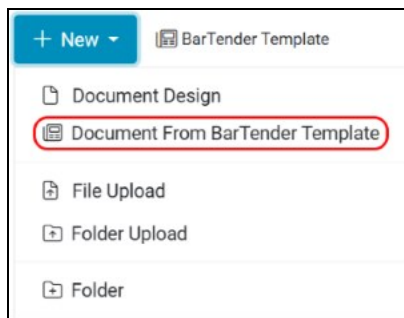 + New BarTender Template
Document Design
Document From BarTender Template
File Upload
Folder Upload
Folder